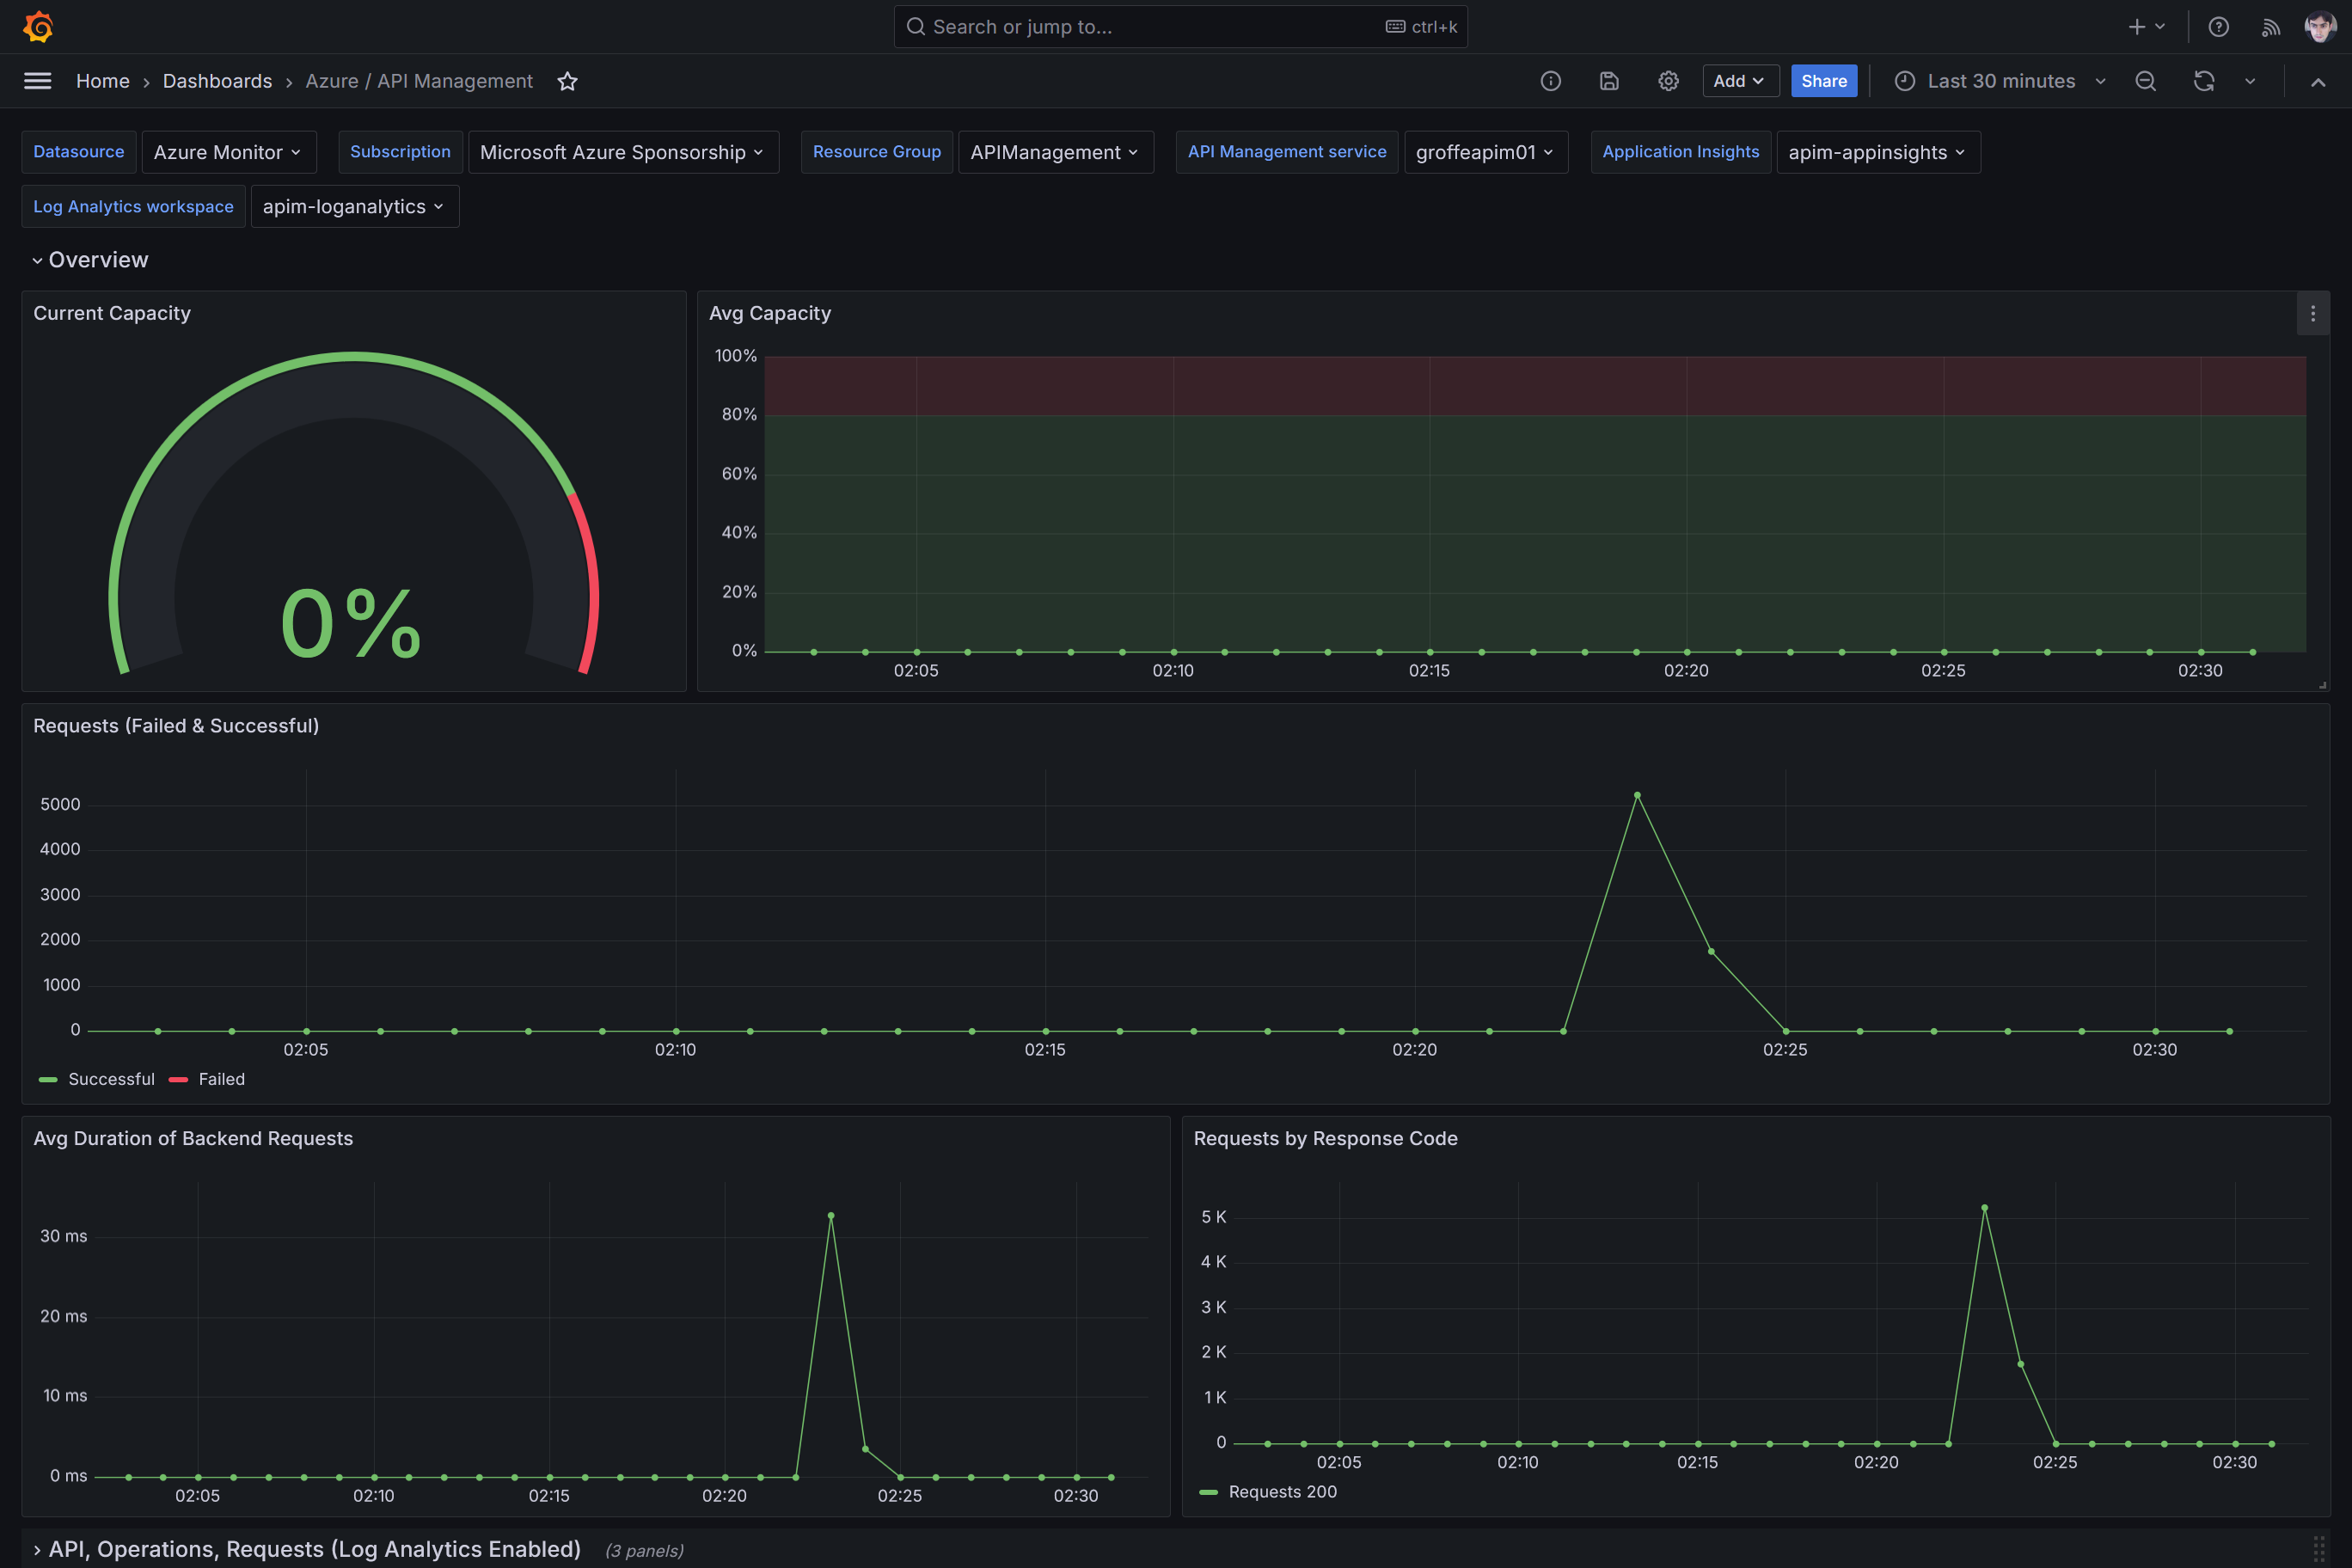 Search or jump to... ctrl+k
Home › Dashboards › Azure / API Management Add Share Last 30 minutes
Datasource Azure Monitor Subscription Microsoft Azure Sponsorship Resource Group APIManagement API Management service groffeapim01 Application Insights apim-appinsights
Log Analytics workspace apim-loganalytics
Overview
Current Capacity
0%
Avg Capacity
100%
80%
60%
40%
20%
0%
02:05 02:10 02:15 02:20 02:25 02:30
Requests (Failed & Successful)
5000
4000
3000
2000
1000
0
02:05 02:10 02:15 02:20 02:25 02:30
Successful Failed
Avg Duration of Backend Requests
30 ms
20 ms
10 ms
0 ms
02:05 02:10 02:15 02:20 02:25 02:30
Requests by Response Code
5 K
4 K
3 K
2 K
1 K
0
02:05 02:10 02:15 02:20 02:25 02:30
Requests 200
API, Operations, Requests (Log Analytics Enabled) (3 panels)